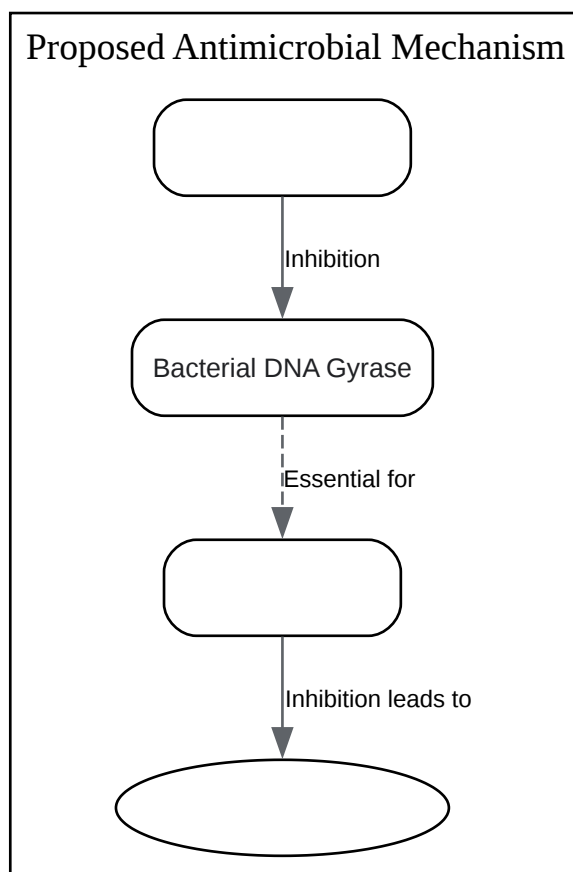 Proposed Antimicrobial Mechanism
Inhibition
Bacterial DNA Gyrase
Essential for
Inhibition leads to